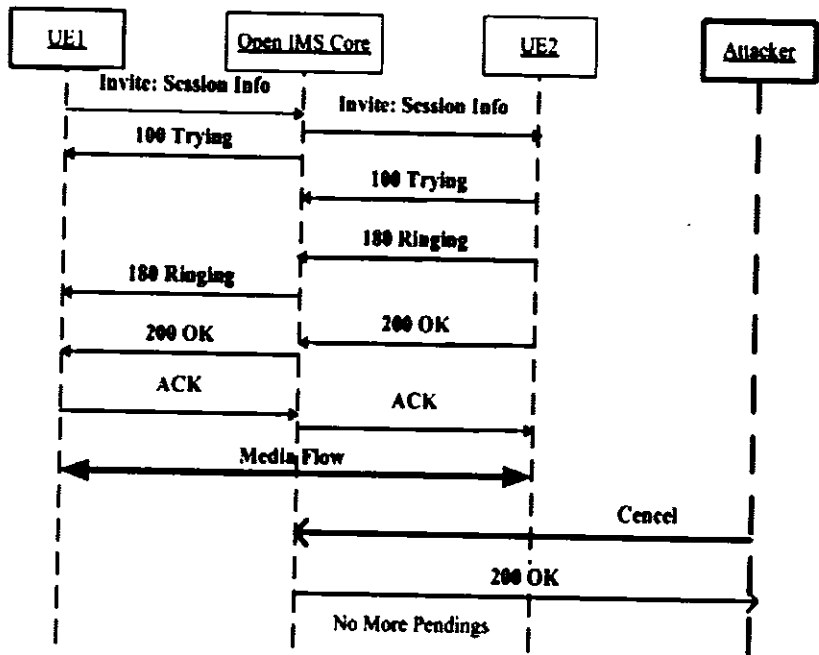 UE1
Open IMS Core
UE2
Attacker
Invite: Session Info
Invite: Session Info
100 Trying
100 Trying
180 Ringing
180 Ringing
200 OK
200 OK
ACK
ACK
Media Flow
Cencel
200 OK
No More Pendings